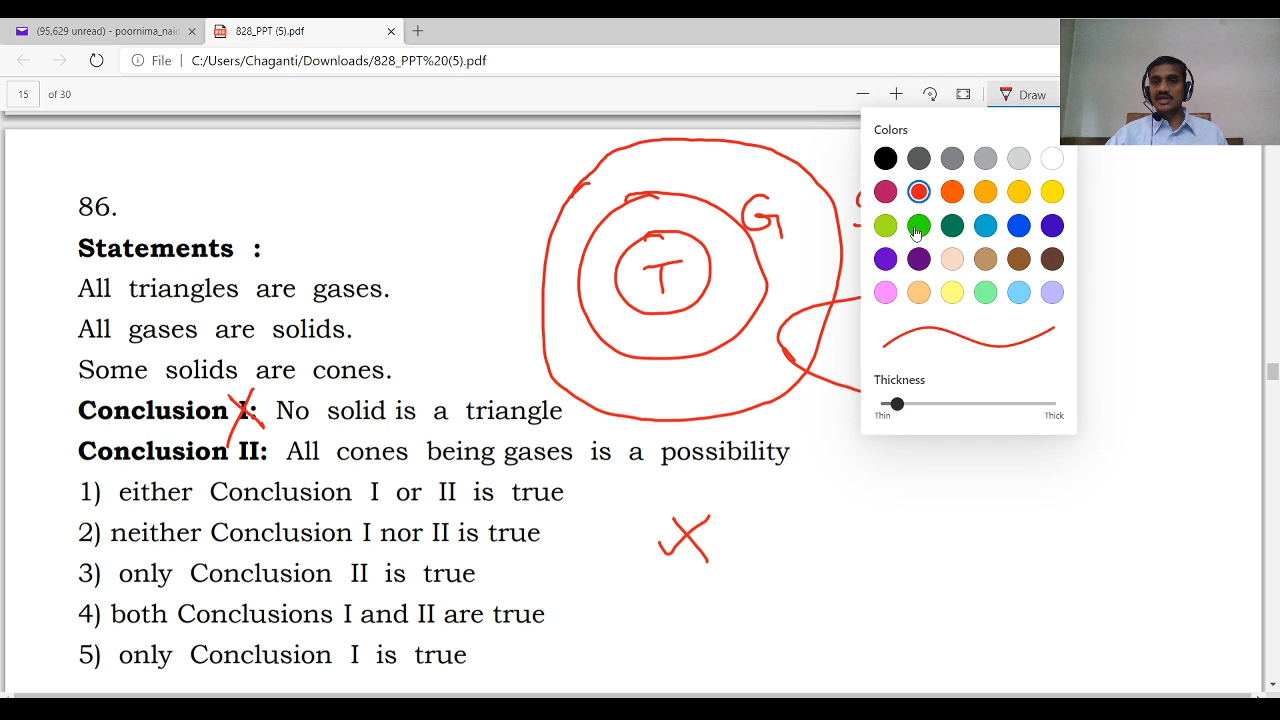 (95,629 unread) - poornima_naid
828_PPT (5).pdf
File | C:/Users/Chaganti/Downloads/828_PPT%20(5).pdf
15 of 30
Draw
Colors
86.
Statements :
All triangles are gases.
All gases are solids.
Some solids are cones.
Conclusion I: No solid is a triangle
Conclusion II: All cones being gases is a possibility
1) either Conclusion I or II is true
2) neither Conclusion I nor II is true
3) only Conclusion II is true
4) both Conclusions I and II are true
5) only Conclusion I is true
T
G
Thickness
Thin
Thick